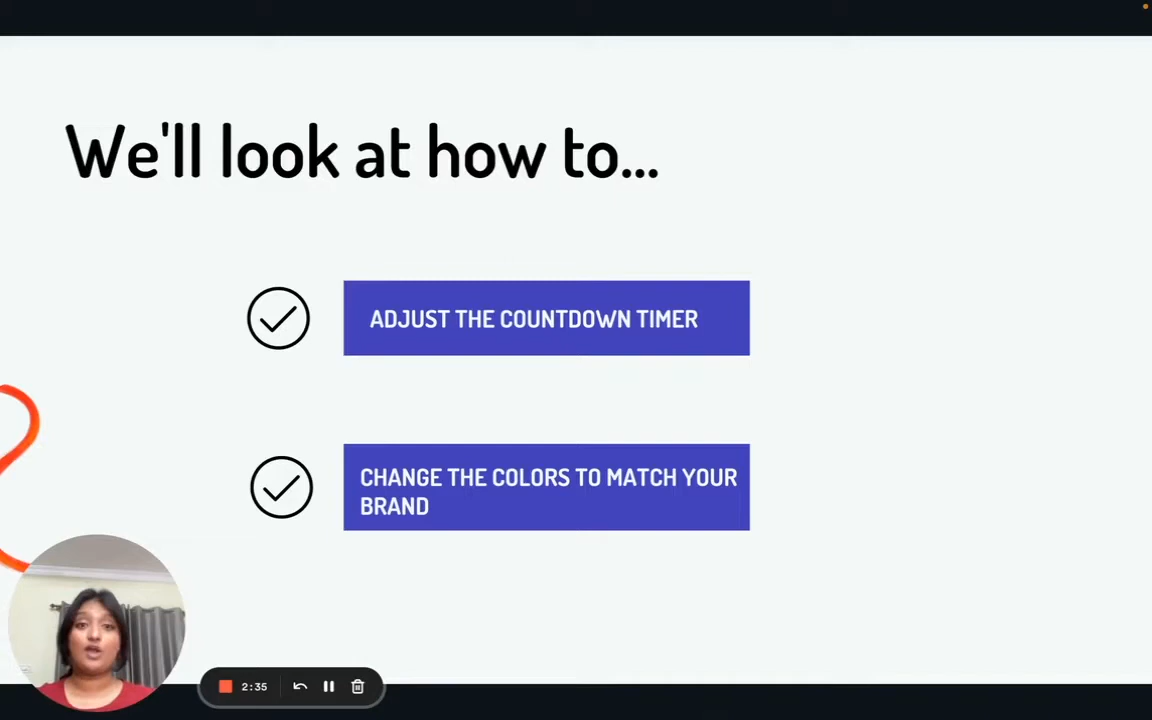 We'll look at how to...
ADJUST THE COUNTDOWN TIMER
CHANGE THE COLORS TO MATCH YOUR
BRAND
2:35